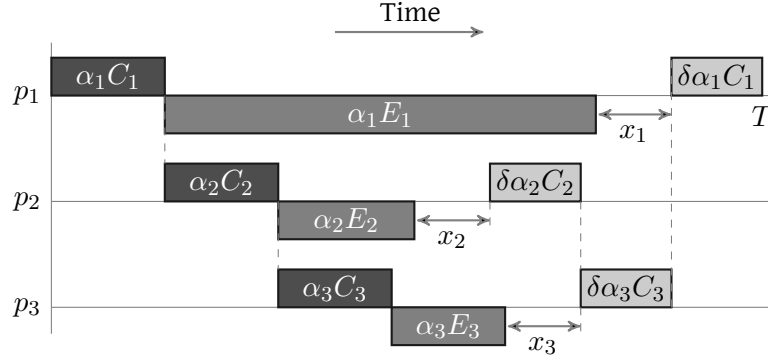 Time
α₁C₁
δα₁C₁
p₁
α₁E₁
x₁
T
α₂C₂
δα₂C₂
p₂
α₂E₂
x₂
α₃C₃
δα₃C₃
p₃
α₃E₃
x₃